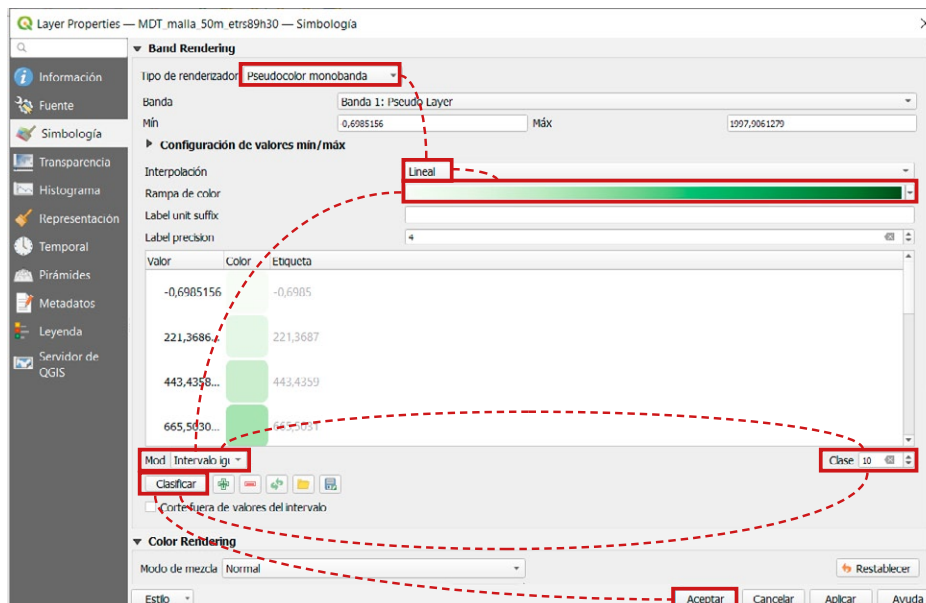 Layer Properties — MDT_malla_50m_etrs89h30 — Simbología
Información
Fuente
Simbología
Transparencia
Histograma
Representación
Temporal
Pirámides
Metadatos
Leyenda
Servidor de
QGIS
Band Rendering
Tipo de renderizador Pseudocolor monobanda
Banda Banda 1: Pseudo Layer
Mín 0,6985156 Máx 1997,9061279
Configuración de valores mín/máx
Interpolación Lineal
Rampa de color
Label unit suffix
Label precision 4
Valor Color Etiqueta
-0,6985156 -0,6985
221,3686... 221,3687
443,4358... 443,4359
665,5030... 665,5031
Mod Intervalo igu Clase 10
Clasificar
Corte fuera de valores del intervalo
Color Rendering
Modo de mezcla Normal Restablecer
Estilo Aceptar Cancelar Aplicar Ayuda